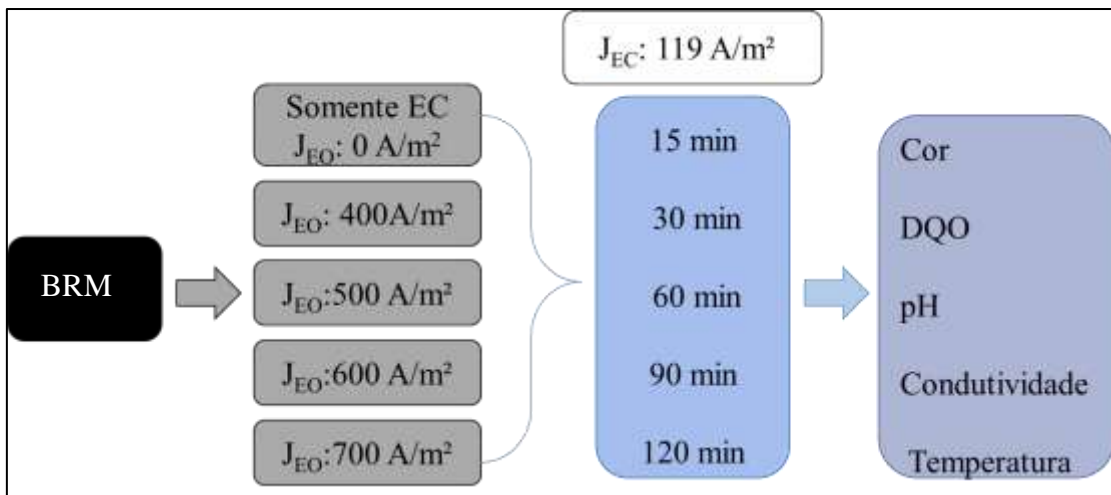 BRM
Somente EC
J_EO: 0 A/m²
J_EO: 400A/m²
J_EO:500 A/m²
J_EO:600 A/m²
J_EO:700 A/m²
J_EC: 119 A/m²
15 min
30 min
60 min
90 min
120 min
Cor
DQO
pH
Condutividade
Temperatura